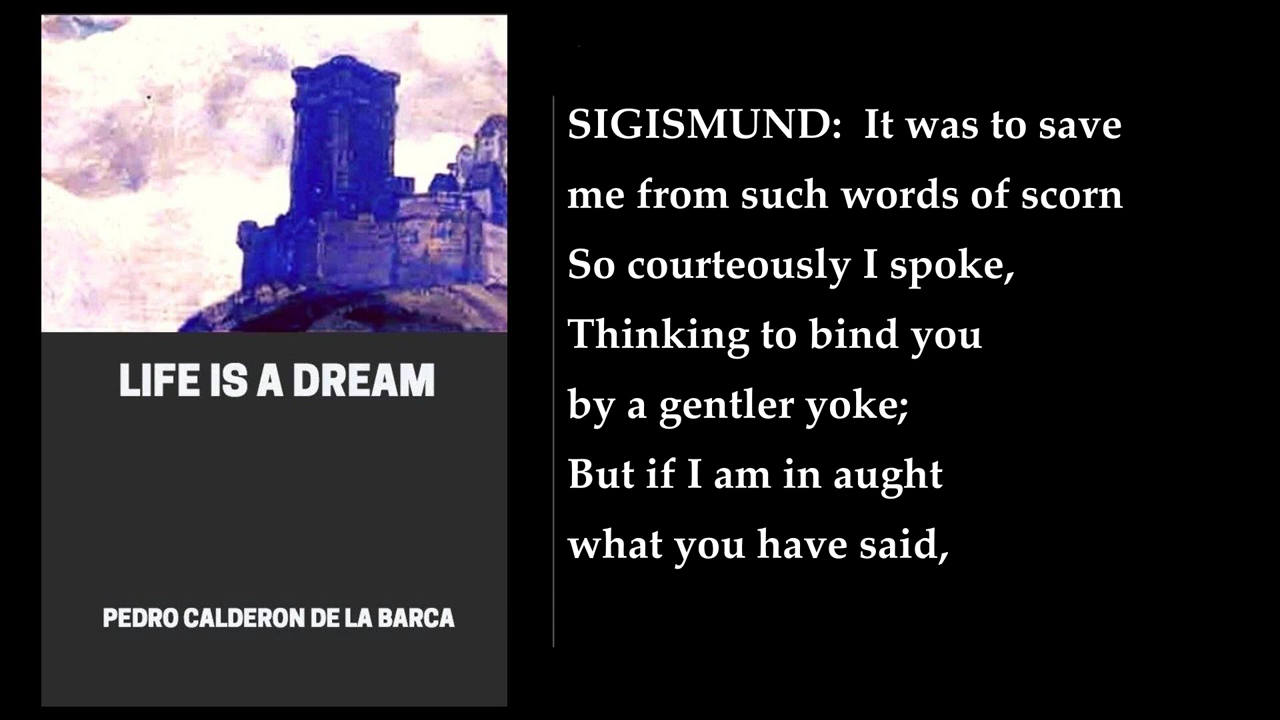 LIFE IS A DREAM
PEDRO CALDERON DE LA BARCA
SIGISMUND: It was to save
me from such words of scorn
So courteously I spoke,
Thinking to bind you
by a gentler yoke;
But if I am in aught
what you have said,